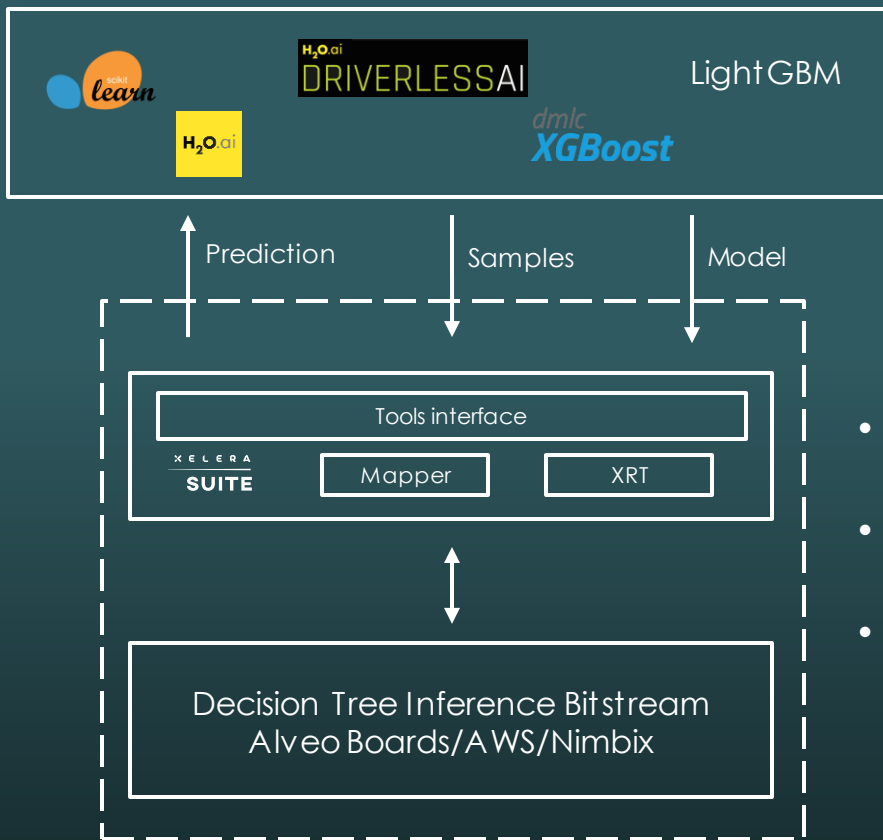 scikit
learn
H2O.ai
DRIVERLESSAI
LightGBM
H2O.ai
dmlc
XGBoost
Prediction
Samples
Model
Tools interface
XELERA
SUITE
Mapper
XRT
Decision Tree Inference Bitstream
Alveo Boards/AWS/Nimbix